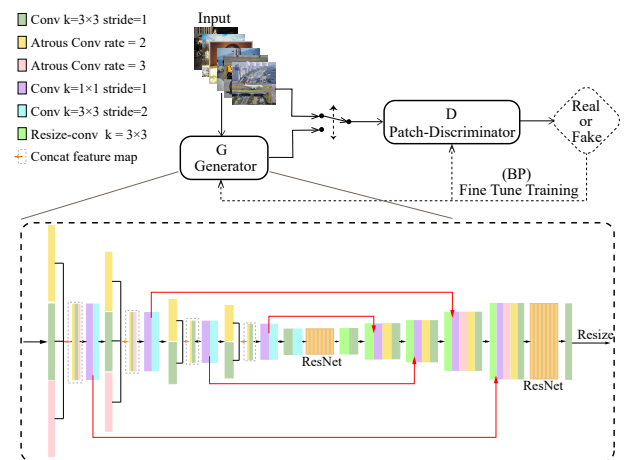 Conv k=3×3 stride=1
Atrous Conv rate = 2
Atrous Conv rate = 3
Conv k=1×1 stride=1
Conv k=3×3 stride=2
Resize-conv k = 3×3
Concat feature map
Input
G
Generator
D
Patch-Discriminator
Real
or
Fake
(BP)
Fine Tune Training
ResNet
ResNet
Resize